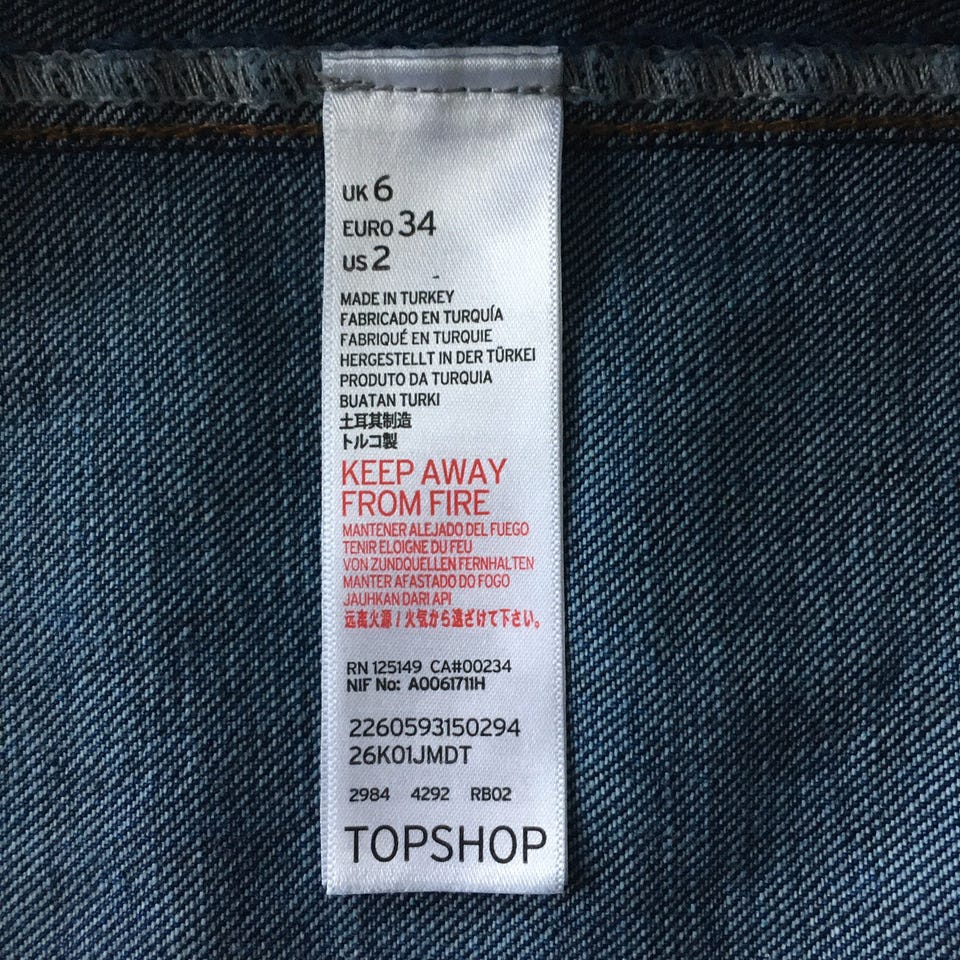 UK 6
EURO 34
US 2
MADE IN TURKEY
FABRICADO EN TURQUÍA
FABRIQUÉ EN TURQUIE
HERGESTELLT IN DER TÜRKEI
PRODUTO DA TURQUIA
BUATAN TURKI
土耳其制造
トルコ製
KEEP AWAY
FROM FIRE
MANTENER ALEJADO DEL FUEGO
TENIR ELOIGNE DU FEU
VON ZUNDQUELLEN FERNHALTEN
MANTER AFASTADO DO FOGO
JAUHKAN DARI API
远离火源 / 火気から遠ざけて下さい。
RN 125149 CA#00234
NIF No: A0061711H
2260593150294
26K01JMDT
2984 4292 RB02
TOPSHOP